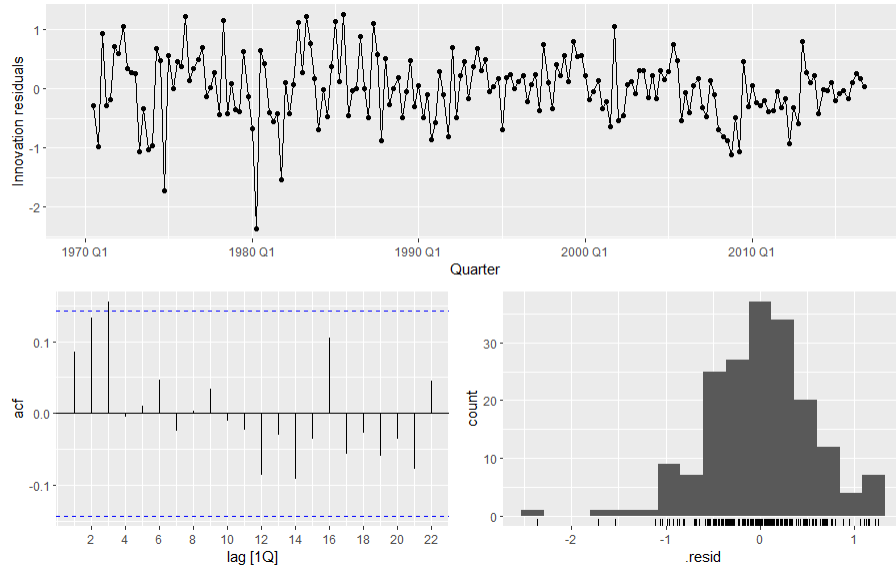 Innovation residuals
1
0
-1
-2
1970 Q1 1980 Q1 1990 Q1 2000 Q1 2010 Q1
Quarter
acf
0.1
0.0
-0.1
2 4 6 8 10 12 14 16 18 20 22
lag [1Q]
count
30
20
10
0
-2 -1 0 1
.resid